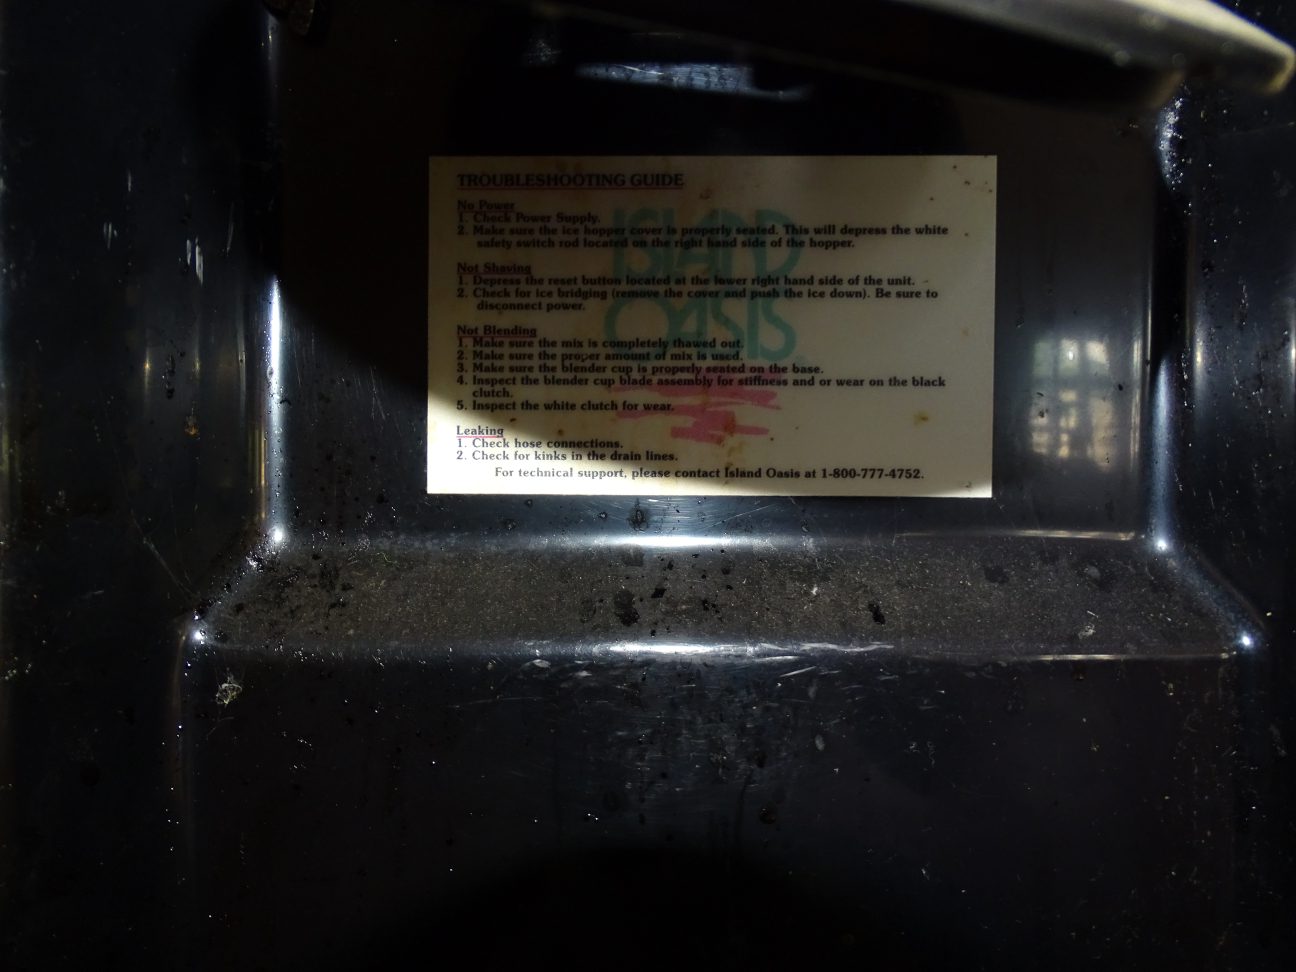 TROUBLESHOOTING GUIDE
No Power
1. Check Power Supply.
2. Make sure the ice hopper cover is properly seated. This will depress the white
safety switch rod located on the right hand side of the hopper.
Not Shaving
1. Depress the reset button located at the lower right hand side of the unit.
2. Check for ice bridging (remove the cover and push the ice down). Be sure to
disconnect power.
Not Blending
1. Make sure the mix is completely thawed out.
2. Make sure the proper amount of mix is used.
3. Make sure the blender cup is properly seated on the base.
4. Inspect the blender cup blade assembly for stiffness and or wear on the black
clutch.
5. Inspect the white clutch for wear.
Leaking
1. Check hose connections.
2. Check for kinks in the drain lines.
For technical support, please contact Island Oasis at 1-800-777-4752.
ISLAND
OASIS